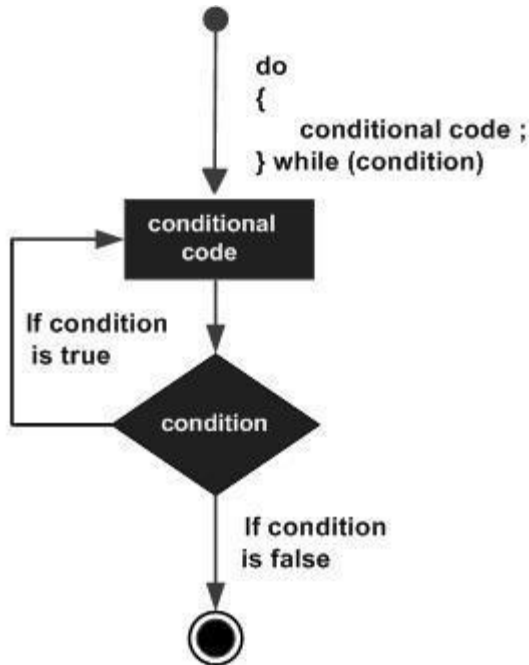 do
{
conditional code ;
} while (condition)
conditional
code
If condition
is true
condition
If condition
is false